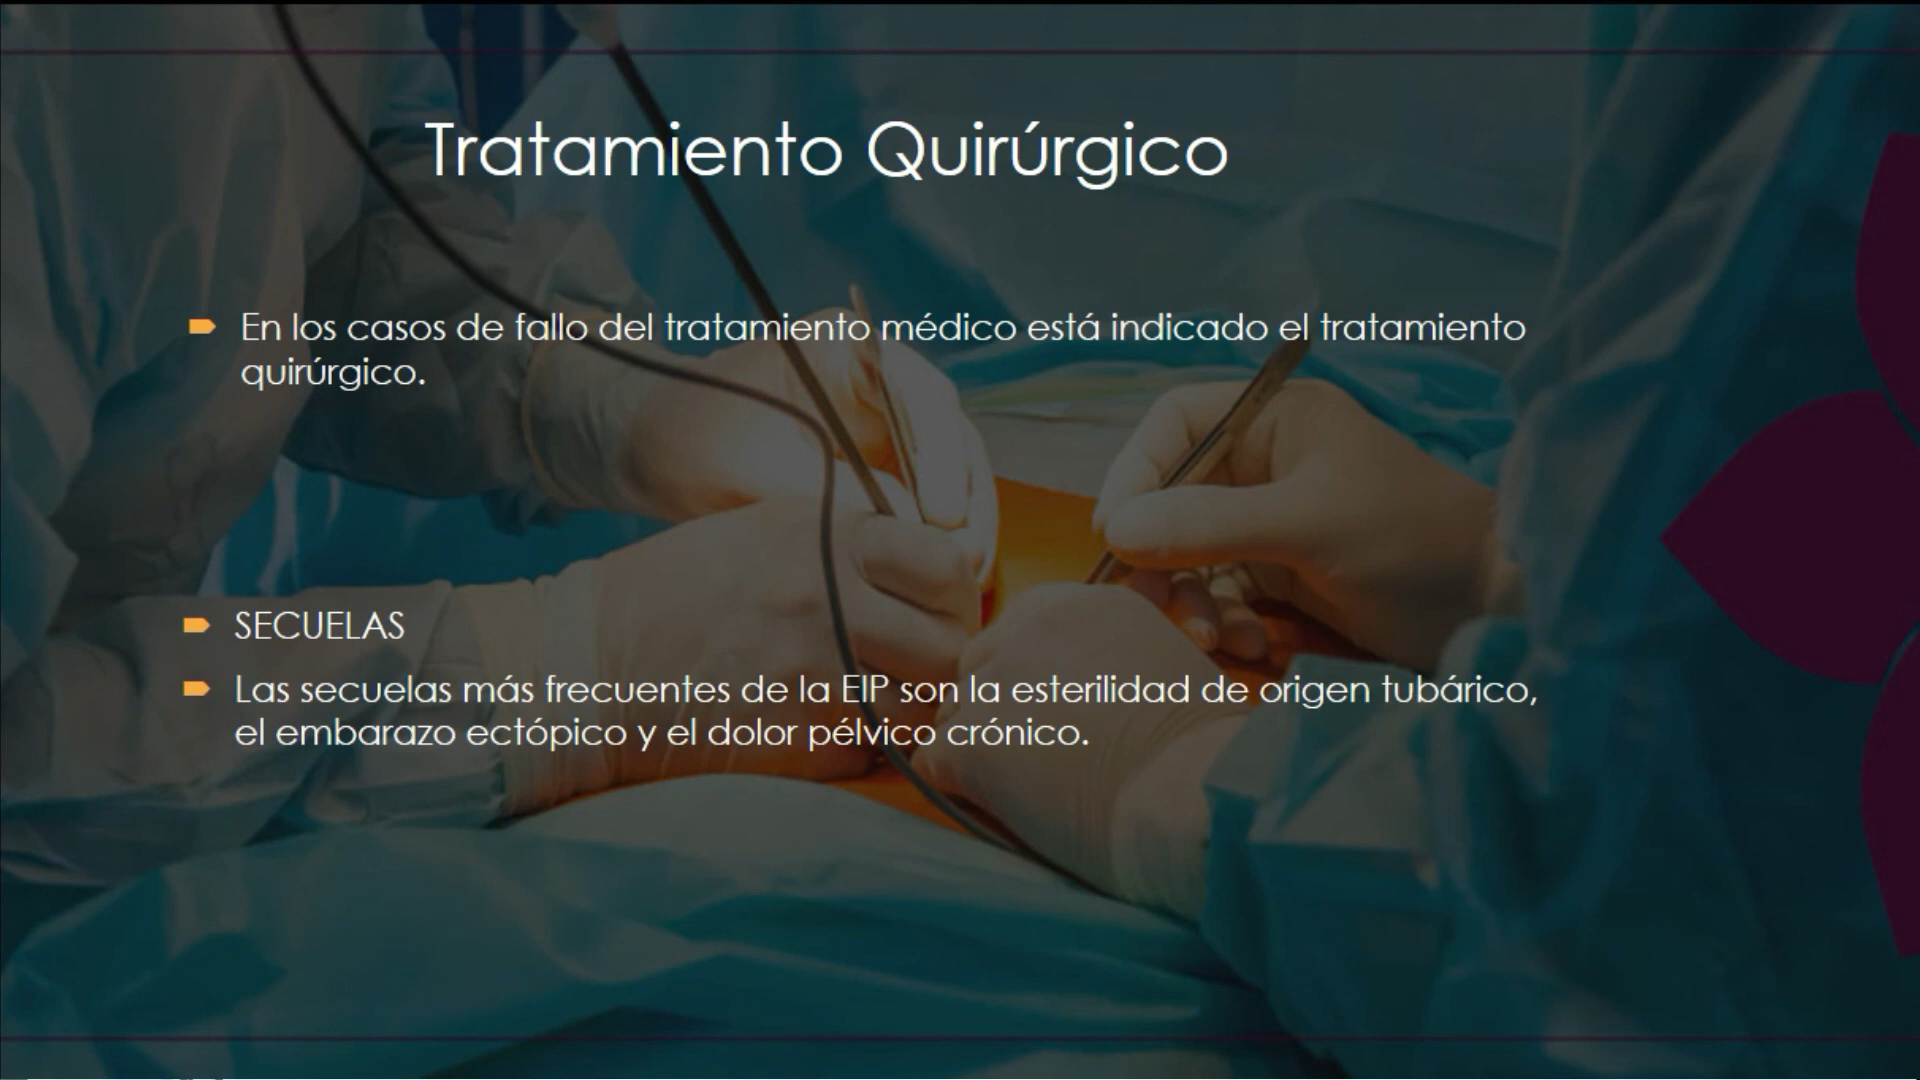 Tratamiento Quirúrgico
En los casos de fallo del tratamiento médico está indicado el tratamiento
quirúrgico.
SECUELAS
Las secuelas más frecuentes de la EIP son la esterilidad de origen tubárico,
el embarazo ectópico y el dolor pélvico crónico.